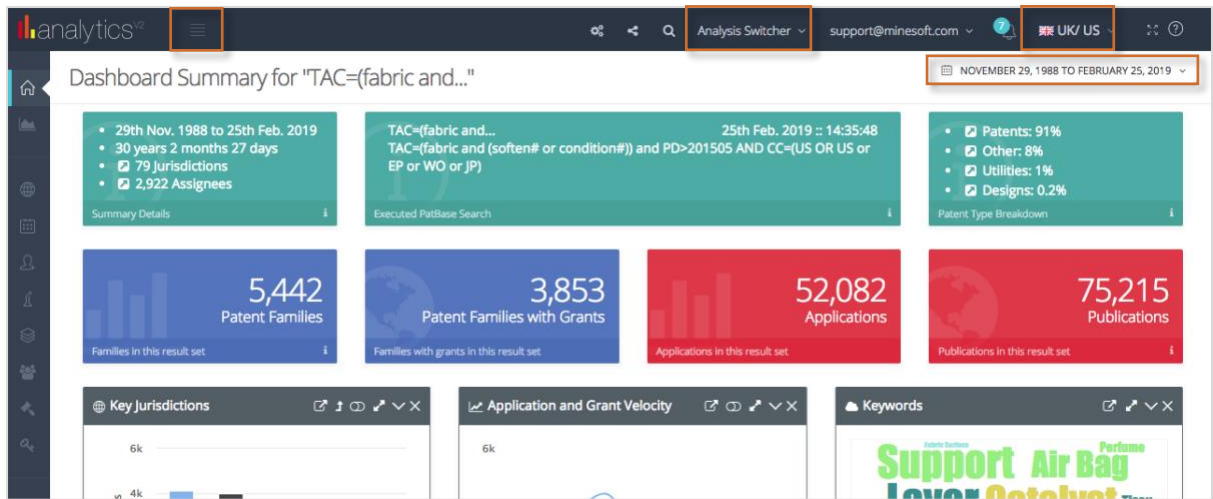 analytics v2
Analysis Switcher
support@minesoft.com
7
UK/ US
Dashboard Summary for "TAC=(fabric and..."
NOVEMBER 29, 1988 TO FEBRUARY 25, 2019
29th Nov. 1988 to 25th Feb. 2019
30 years 2 months 27 days
79 Jurisdictions
2,922 Assignees
Summary Details
TAC=(fabric and... 25th Feb. 2019 :: 14:35:48
TAC=(fabric and (soften# or condition#)) and PD>201505 AND CC=(US OR US or
EP or WO or JP)
Executed PatBase Search
Patents: 91%
Other: 8%
Utilities: 1%
Designs: 0.2%
Patent Type Breakdown
5,442
Patent Families
Families in this result set
3,853
Patent Families with Grants
Families with grants in this result set
52,082
Applications
Applications in this result set
75,215
Publications
Publications in this result set
Key Jurisdictions
6k
4k
Application and Grant Velocity
6k
Keywords
Fabric Sections
Perfume
Support Air Bag
Layer Catalyst